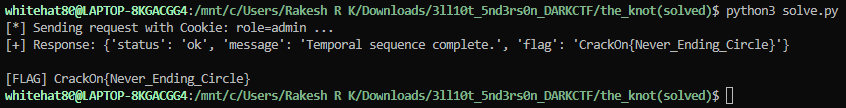 whitehat80@LAPTOP-8KGACGG4:/mnt/c/Users/Rakesh R K/Downloads/3ll10t_5nd3rs0n_DARKCTF/the_knot(solved)$ python3 solve.py
[*] Sending request with Cookie: role=admin ...
[+] Response: {'status': 'ok', 'message': 'Temporal sequence complete.', 'flag': 'CrackOn{Never_Ending_Circle}'}

[FLAG] CrackOn{Never_Ending_Circle}
whitehat80@LAPTOP-8KGACGG4:/mnt/c/Users/Rakesh R K/Downloads/3ll10t_5nd3rs0n_DARKCTF/the_knot(solved)$